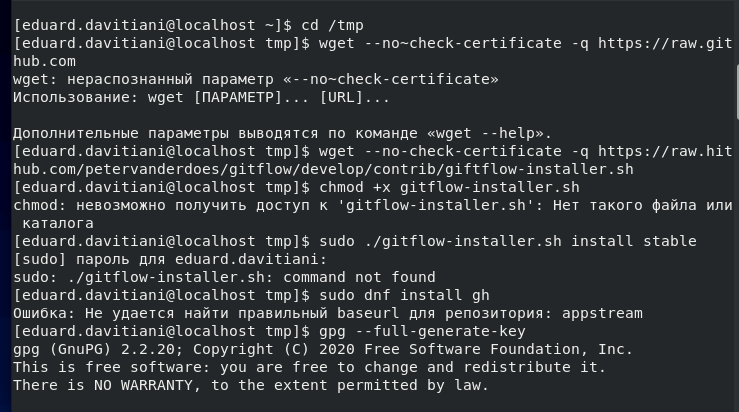 [eduard.davitiani@localhost ~]$ cd /tmp
[eduard.davitiani@localhost tmp]$ wget --no~check-certificate -q https://raw.git
hub.com
wget: нераспознанный параметр «--no~check-certificate»
Использование: wget [ПАРАМЕТР]... [URL]...
Дополнительные параметры выводятся по команде «wget --help».
[eduard.davitiani@localhost tmp]$ wget --no-check-certificate -q https://raw.hit
hub.com/petervanderdoes/gitflow/develop/contrib/giftflow-installer.sh
[eduard.davitiani@localhost tmp]$ chmod +x gitflow-installer.sh
chmod: невозможно получить доступ к 'gitflow-installer.sh': Нет такого файла или
каталога
[eduard.davitiani@localhost tmp]$ sudo ./gitflow-installer.sh install stable
[sudo] пароль для eduard.davitiani:
sudo: ./gitflow-installer.sh: command not found
[eduard.davitiani@localhost tmp]$ sudo dnf install gh
Ошибка: Не удается найти правильный baseurl для репозитория: appstream
[eduard.davitiani@localhost tmp]$ gpg --full-generate-key
gpg (GnuPG) 2.2.20; Copyright (C) 2020 Free Software Foundation, Inc.
This is free software: you are free to change and redistribute it.
There is NO WARRANTY, to the extent permitted by law.